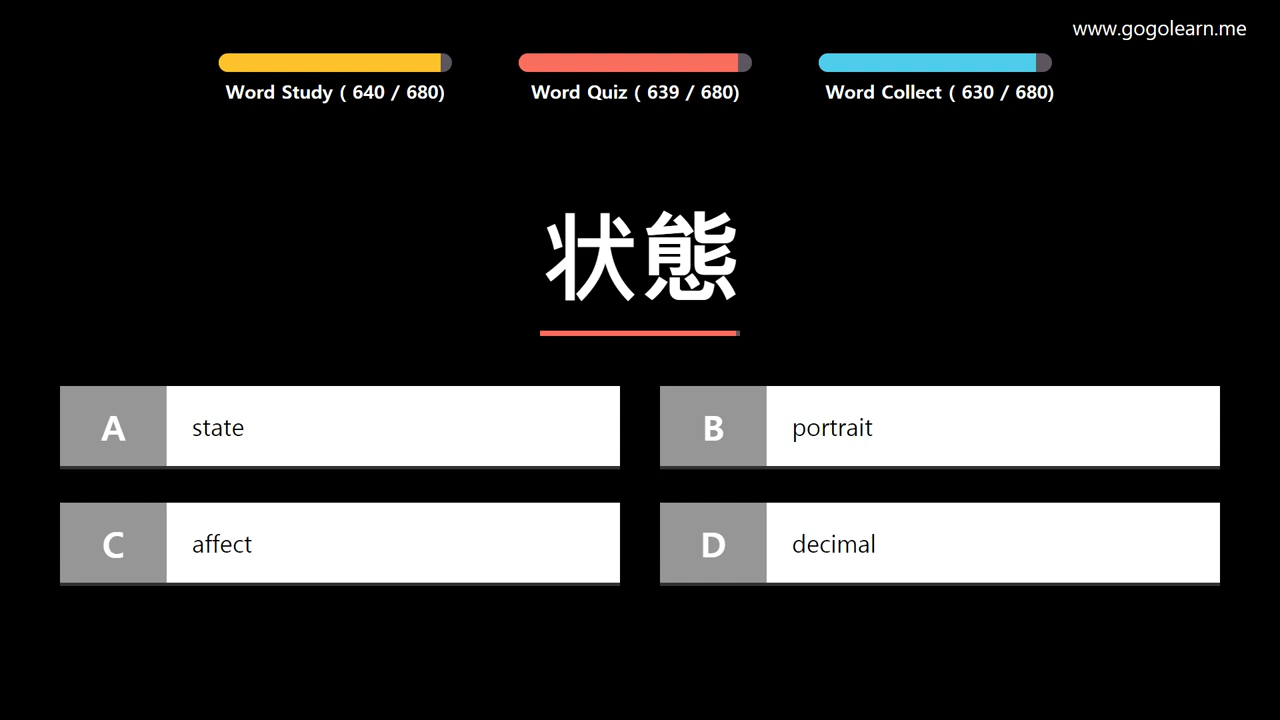 www.gogolearn.me
Word Study ( 640 / 680)
Word Quiz ( 639 / 680)
Word Collect ( 630 / 680)
状態
A
state
B
portrait
C
affect
D
decimal